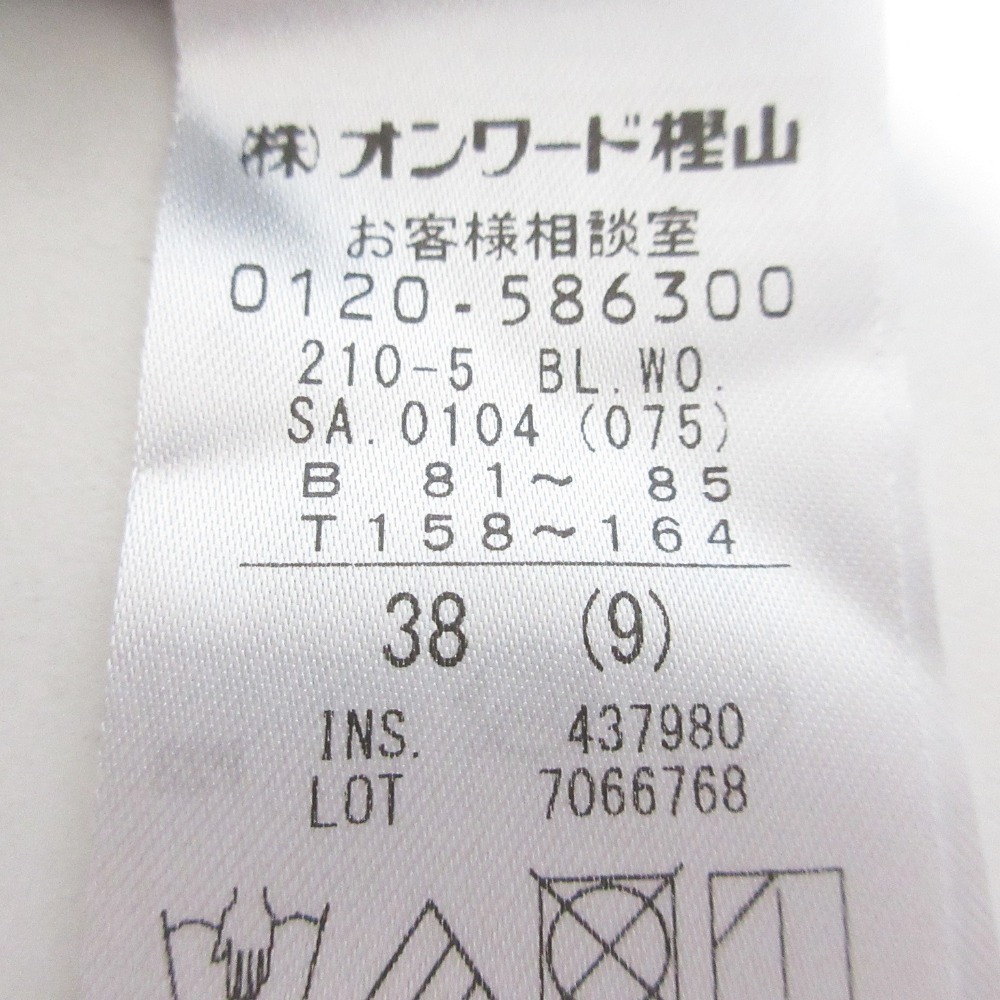 (株)オンワード樫山
お客様相談室
0120-586300
210-5 BL.WO.
SA.0104(075)
B 81~ 85
T158~164
38 (9)
INS. 437980
LOT 7066768